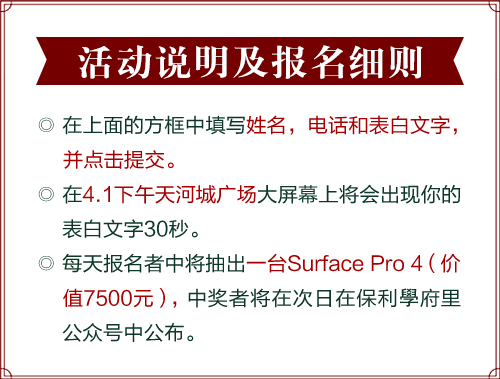 活动说明及报名细则
◎ 在上面的方框中填写姓名，电话和表白文字，
并点击提交。
◎ 在4.1下午天河城广场大屏幕上将会出现你的
表白文字30秒。
◎ 每天报名者中将抽出一台Surface Pro 4（价
值7500元），中奖者将在次日在保利學府里
公众号中公布。